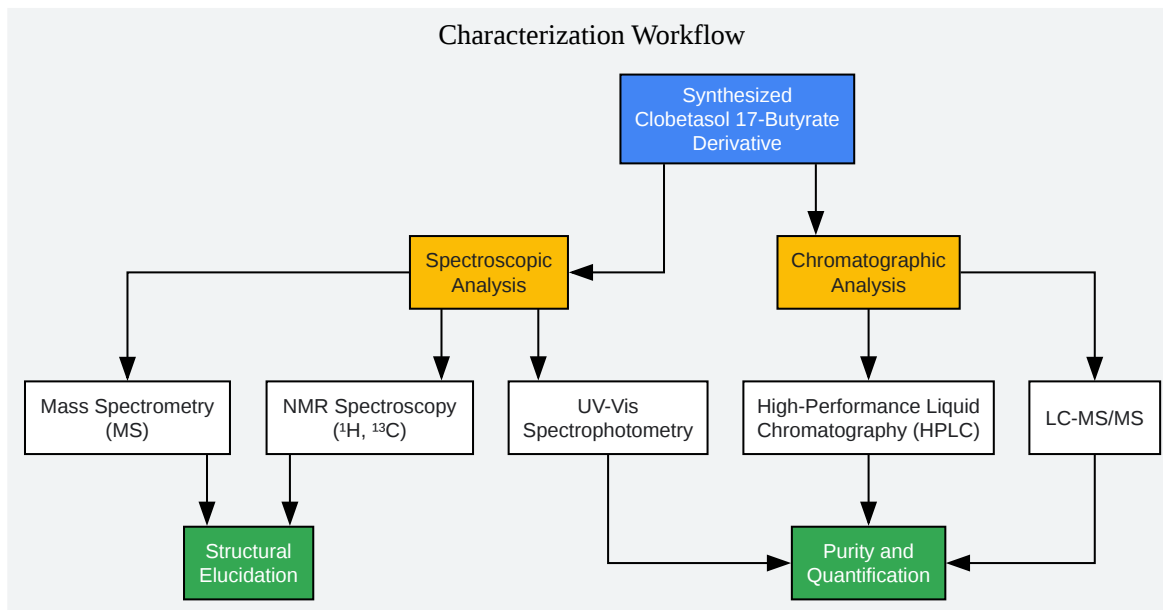 Characterization Workflow
Synthesized
Clobetasol 17-Butyrate
Derivative
Spectroscopic
Analysis
Chromatographic
Analysis
Mass Spectrometry
(MS)
NMR Spectroscopy
(¹H, ¹³C)
UV-Vis
Spectrophotometry
High-Performance Liquid
Chromatography (HPLC)
LC-MS/MS
Structural
Elucidation
Purity and
Quantification